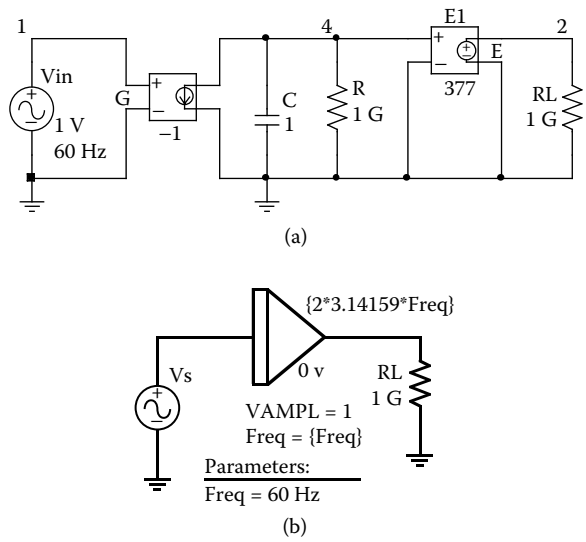 1
4
E1
2
Vin
G
E
C
1
R
1 G
377
RL
1 G
1 V
60 Hz
–1
(a)
{2*3.14159*Freq}
Vs
0 v
RL
1 G
VAMPL = 1
Freq = {Freq}
Parameters:
Freq = 60 Hz
(b)